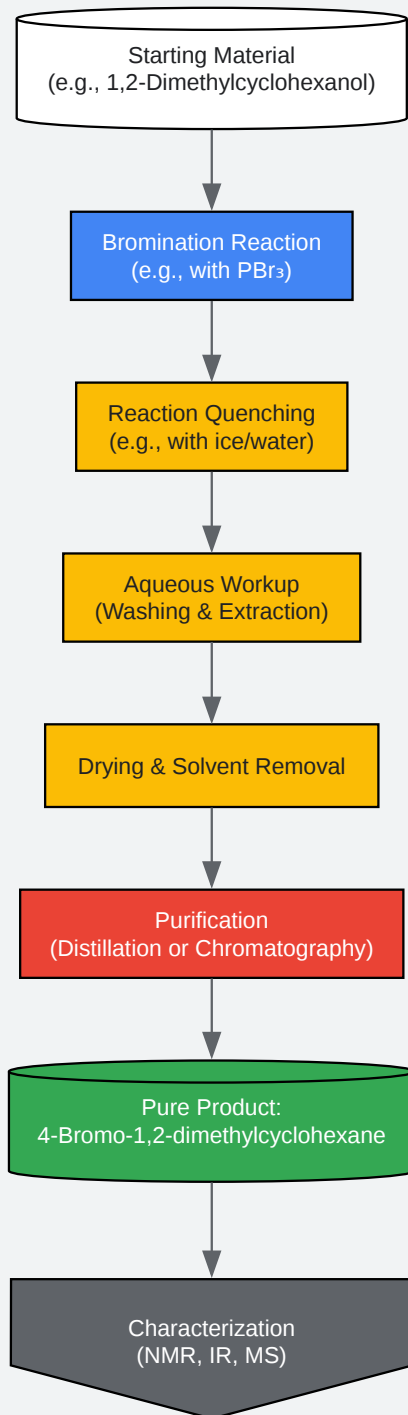 Starting Material
(e.g., 1,2-Dimethylcyclohexanol)
Bromination Reaction
(e.g., with PBr₃)
Reaction Quenching
(e.g., with ice/water)
Aqueous Workup
(Washing & Extraction)
Drying & Solvent Removal
Purification
(Distillation or Chromatography)
Pure Product:
4-Bromo-1,2-dimethylcyclohexane
Characterization
(NMR, IR, MS)